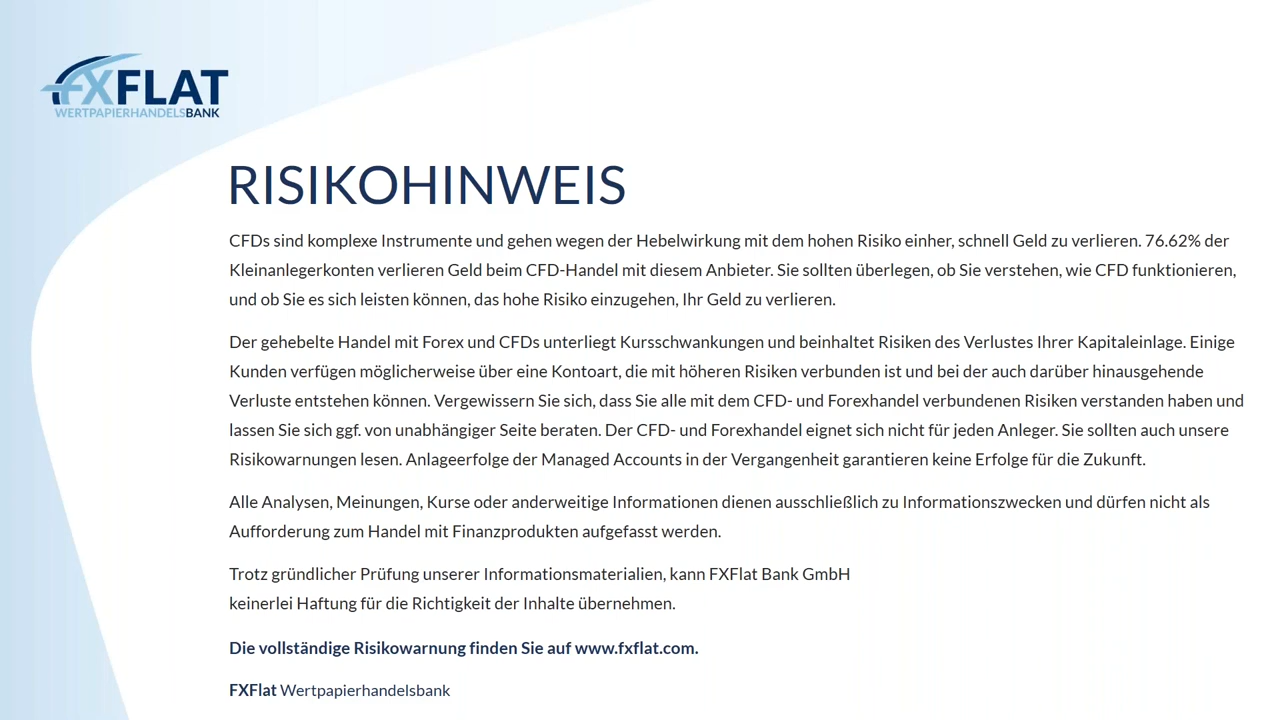 FXFLAT
WERTPAPIERHANDELSBANK
RISIKOHINWEIS
CFDs sind komplexe Instrumente und gehen wegen der Hebelwirkung mit dem hohen Risiko einher, schnell Geld zu verlieren. 76.62% der
Kleinanlegerkonten verlieren Geld beim CFD-Handel mit diesem Anbieter. Sie sollten überlegen, ob Sie verstehen, wie CFD funktionieren,
und ob Sie es sich leisten können, das hohe Risiko einzugehen, Ihr Geld zu verlieren.
Der gehebelte Handel mit Forex und CFDs unterliegt Kursschwankungen und beinhaltet Risiken des Verlustes Ihrer Kapitaleinlage. Einige
Kunden verfügen möglicherweise über eine Kontoart, die mit höheren Risiken verbunden ist und bei der auch darüber hinausgehende
Verluste entstehen können. Vergewissern Sie sich, dass Sie alle mit dem CFD- und Forexhandel verbundenen Risiken verstanden haben und
lassen Sie sich ggf. von unabhängiger Seite beraten. Der CFD- und Forexhandel eignet sich nicht für jeden Anleger. Sie sollten auch unsere
Risikowarnungen lesen. Anlageerfolge der Managed Accounts in der Vergangenheit garantieren keine Erfolge für die Zukunft.
Alle Analysen, Meinungen, Kurse oder anderweitige Informationen dienen ausschließlich zu Informationszwecken und dürfen nicht als
Aufforderung zum Handel mit Finanzprodukten aufgefasst werden.
Trotz gründlicher Prüfung unserer Informationsmaterialien, kann FXFlat Bank GmbH
keinerlei Haftung für die Richtigkeit der Inhalte übernehmen.
Die vollständige Risikowarnung finden Sie auf www.fxflat.com.
FXFlat Wertpapierhandelsbank